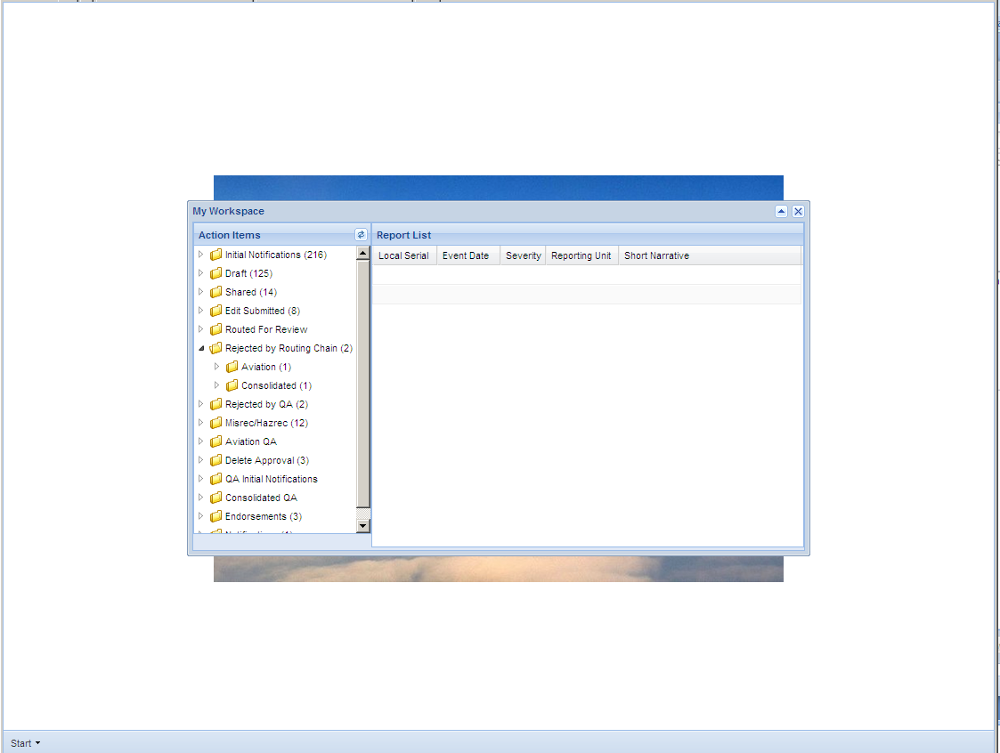 My Workspace
Action Items
Initial Notifications (216)
Draft (125)
Shared (14)
Edit Submitted (8)
Routed For Review
Rejected by Routing Chain (2)
Aviation (1)
Consolidated (1)
Rejected by QA (2)
Misrec/Hazrec (12)
Aviation QA
Delete Approval (3)
QA Initial Notifications
Consolidated QA
Endorsements (3)
Report List
Local Serial Event Date Severity Reporting Unit Short Narrative
Start